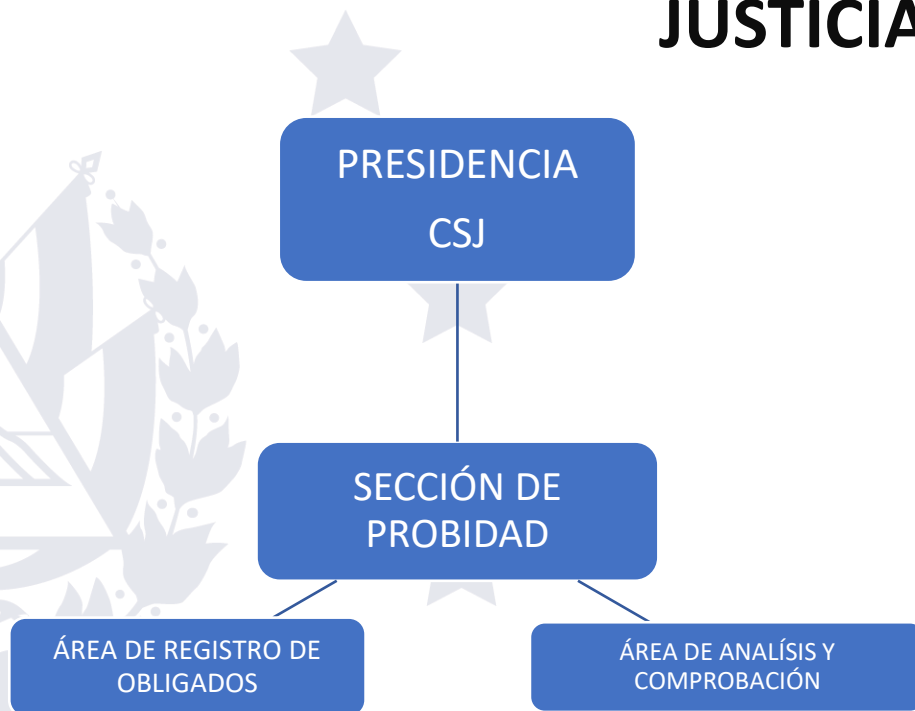 JUSTICIA
PRESIDENCIA
CSJ
SECCIÓN DE
PROBIDAD
ÁREA DE REGISTRO DE
OBLIGADOS
ÁREA DE ANALÍSIS Y
COMPROBACIÓN